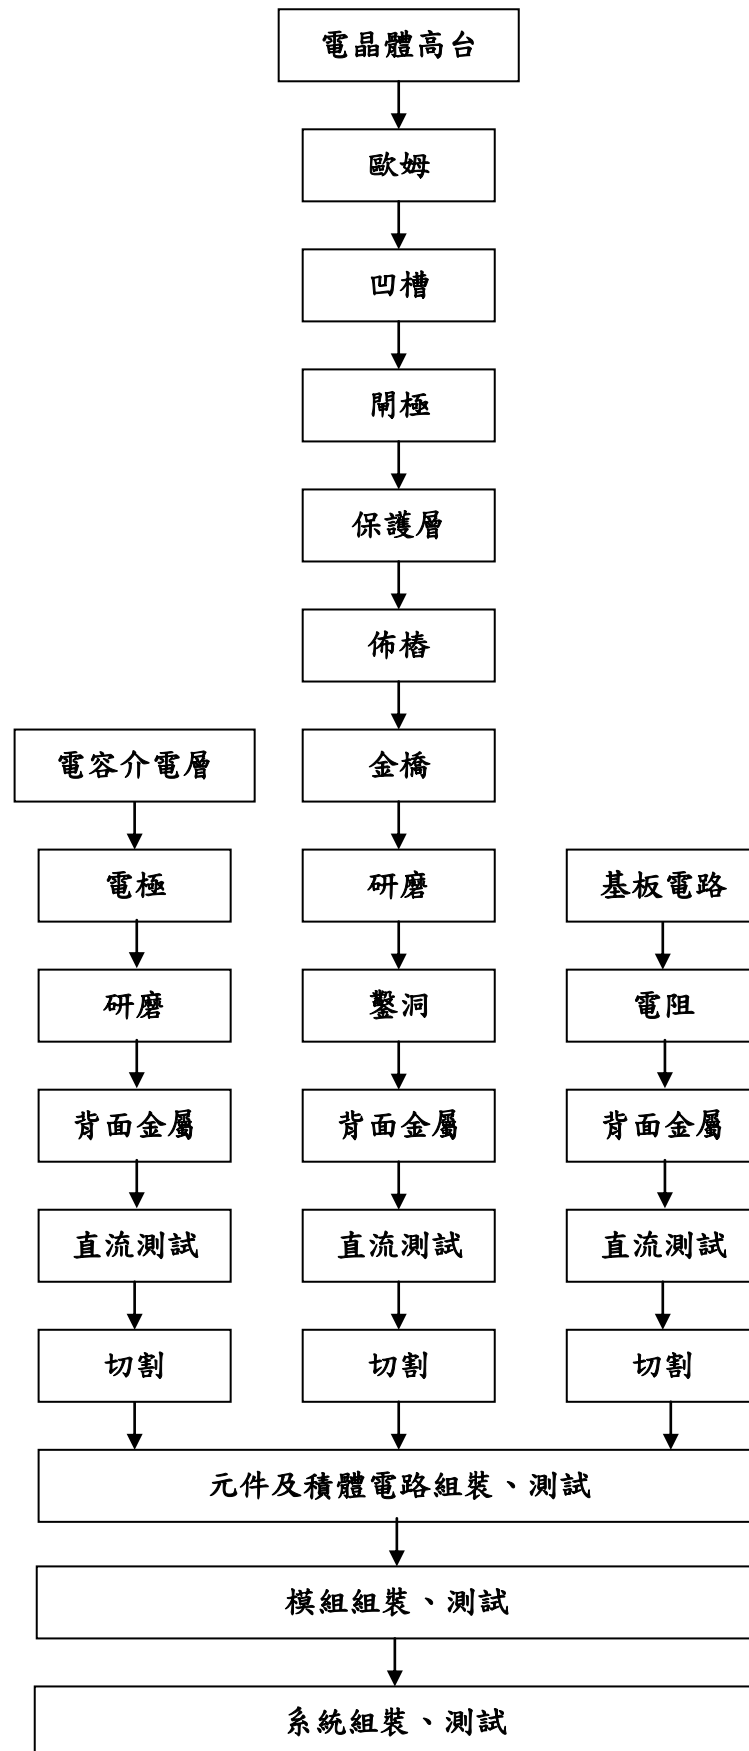 電晶體高台
歐姆
凹槽
閘極
保護層
佈樁
電容介電層
金橋
電極
研磨
基板電路
研磨
鑿洞
電阻
背面金屬
背面金屬
背面金屬
直流測試
直流測試
直流測試
切割
切割
切割
元件及積體電路組裝、測試
模組組裝、測試
系統組裝、測試